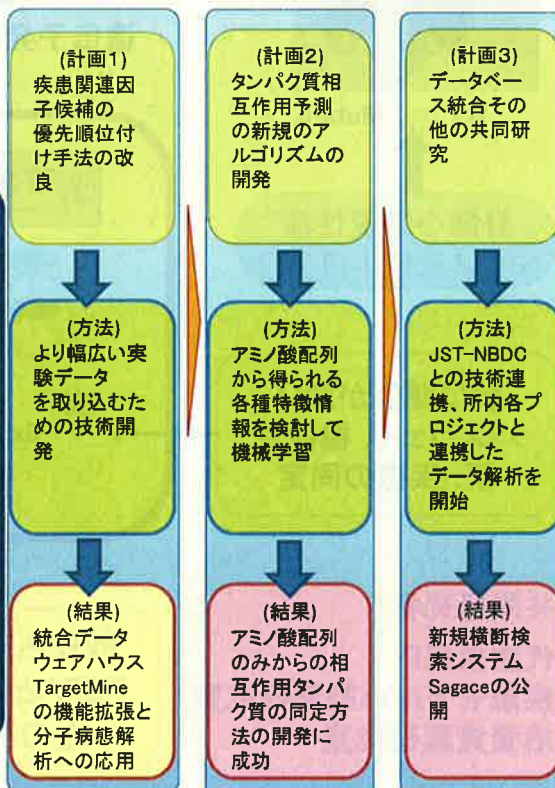 (計画1)
疾患関連因
子候補の
優先順位付
け手法の改
良
(方法)
より幅広い実
験データ
を取り込むた
めの技術開
発
(結果)
統合データ
ウェアハウス
TargetMine
の機能拡張と
分子病態解
析への応用
(計画2)
タンパク質相
互作用予測
の新規のア
ルゴリズムの
開発
(方法)
アミノ酸配列
から得られる
各種特徴情
報を検討して
機械学習
(結果)
アミノ酸配列
のみからの相
互作用タンパ
ク質の同定方
法の開発に
成功
(計画3)
データベー
ス統合その
他の共同研
究
(方法)
JST-NBDC
との技術連
携、所内各プ
ロジェクトと
連携した
データ解析を
開始
(結果)
新規横断検
索システム
Sagaceの公
開